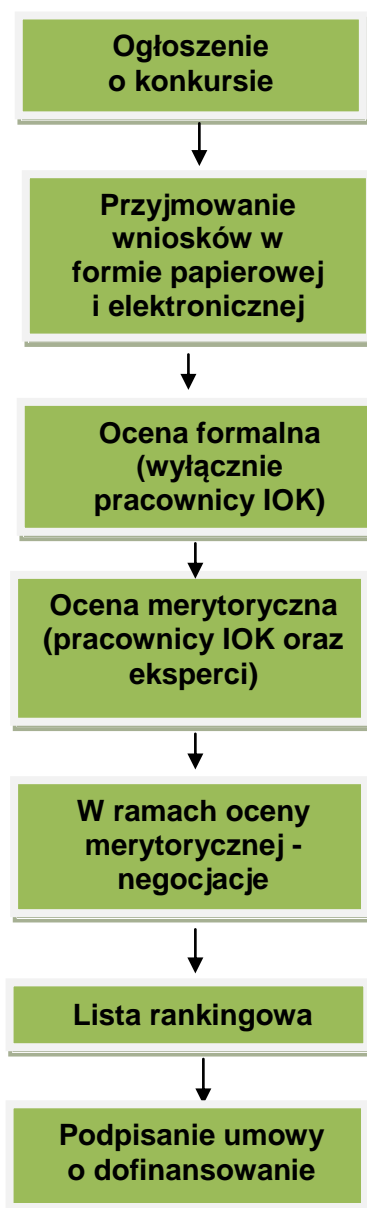 Ogłoszenie
o konkursie
Przyjmowanie
wniosków w
formie papierowej
i elektronicznej
Ocena formalna
(wyłącznie
pracownicy IOK)
Ocena merytoryczna
(pracownicy IOK oraz
eksperci)
W ramach oceny
merytorycznej -
negocjacje
Lista rankingowa
Podpisanie umowy
o dofinansowanie